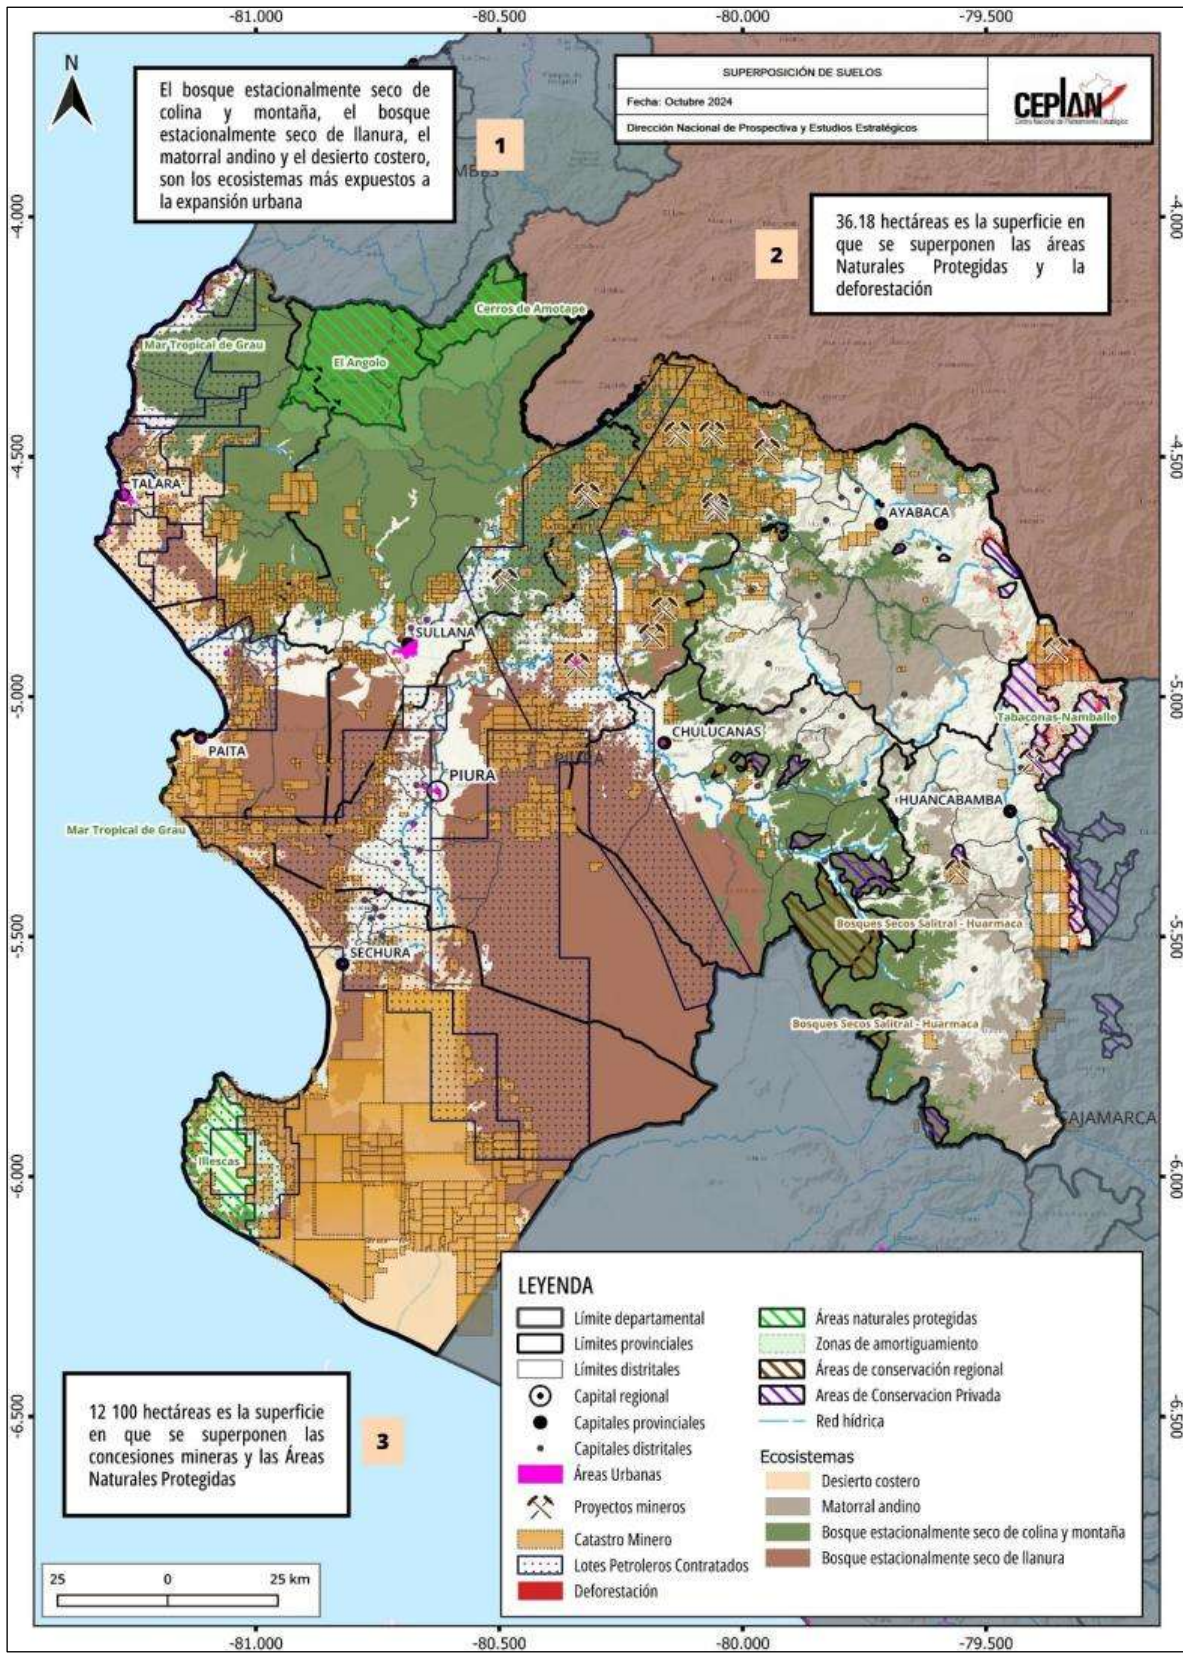 -81.000
-80.500
-80.000
-79.500
N
El bosque estacionalmente seco de
colina y montaña, el bosque
estacionalmente seco de llanura, el
matorral andino y el desierto costero,
son los ecosistemas más expuestos a
la expansión urbana
1
SUPERPOSICIÓN DE SUELOS
Fecha: Octubre 2024
Dirección Nacional de Prospectiva y Estudios Estratégicos
CEPLAN
Centro Nacional de Planeamiento Estratégico
2
36.18 hectáreas es la superficie en
que se superponen las áreas
Naturales Protegidas y la
deforestación
-4.000
-4.000
Cerros de Amotape
Mar Tropical de Grau
El Angolo
-4.500
-4.500
TALARA
AYABACA
SULLANA
-5.000
-5.000
Tabaconas-Namballe
CHULUCANAS
PAITA
PIURA
HUANCABAMBA
Mar Tropical de Grau
Bosques Secos Salitral - Huarmaca
-5.500
-5.500
SECHURA
Bosques Secos Salitral - Huarmaca
CAJAMARCA
Illescas
-6.000
-6.000
LEYENDA
Límite departamental
Límites provinciales
Límites distritales
Capital regional
Capitales provinciales
Capitales distritales
Áreas Urbanas
Proyectos mineros
Catastro Minero
Lotes Petroleros Contratados
Deforestación
Áreas naturales protegidas
Zonas de amortiguamiento
Áreas de conservación regional
Areas de Conservacion Privada
Red hídrica
Ecosistemas
Desierto costero
Matorral andino
Bosque estacionalmente seco de colina y montaña
Bosque estacionalmente seco de llanura
12 100 hectáreas es la superficie
en que se superponen las
concesiones mineras y las Áreas
Naturales Protegidas
3
-6.500
-6.500
25
0
25 km
-81.000
-80.500
-80.000
-79.500